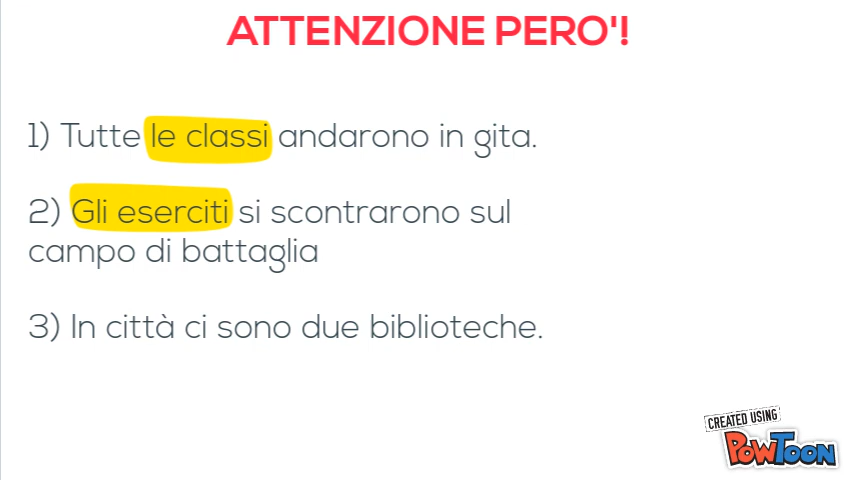 ATTENZIONE PERO'!
1) Tutte le classi andarono in gita.
2) Gli eserciti si scontrarono sul
campo di battaglia
3) In città ci sono due biblioteche.
CREATED USING
POWTOON